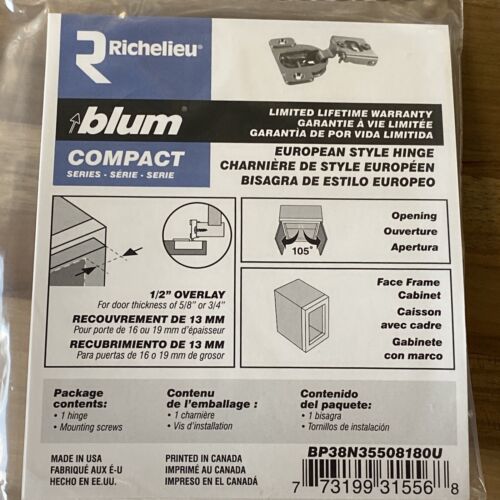 Richelieu®
blum®
COMPACT
SERIES - SÉRIE - SERIE
LIMITED LIFETIME WARRANTY
GARANTIE À VIE LIMITÉE
GARANTÍA DE POR VIDA LIMITIDA
EUROPEAN STYLE HINGE
CHARNIÈRE DE STYLE EUROPÉEN
BISAGRA DE ESTILO EUROPEO
1/2" OVERLAY
For door thickness of 5/8" or 3/4"
RECOUVREMENT DE 13 MM
Pour porte de 16 ou 19 mm d'épaisseur
RECUBRIMIENTO DE 13 MM
Para puertas de 16 o 19 mm de grosor
105°
Opening
Ouverture
Apertura
Face Frame
Cabinet
Caisson
avec cadre
Gabinete
con marco
Package
contents:
• 1 hinge
• Mounting screws
Contenu
de l'emballage :
• 1 charnière
• Vis d'installation
Contenido
del paquete:
• 1 bisagra
• Tornillos de instalación
MADE IN USA
FABRIQUÉ AUX É-U
HECHO EN EE.UU.
PRINTED IN CANADA
IMPRIMÉ AU CANADA
IMPRESO EN EL CANADÁ
BP38N35508180U
7 73199 31556 8